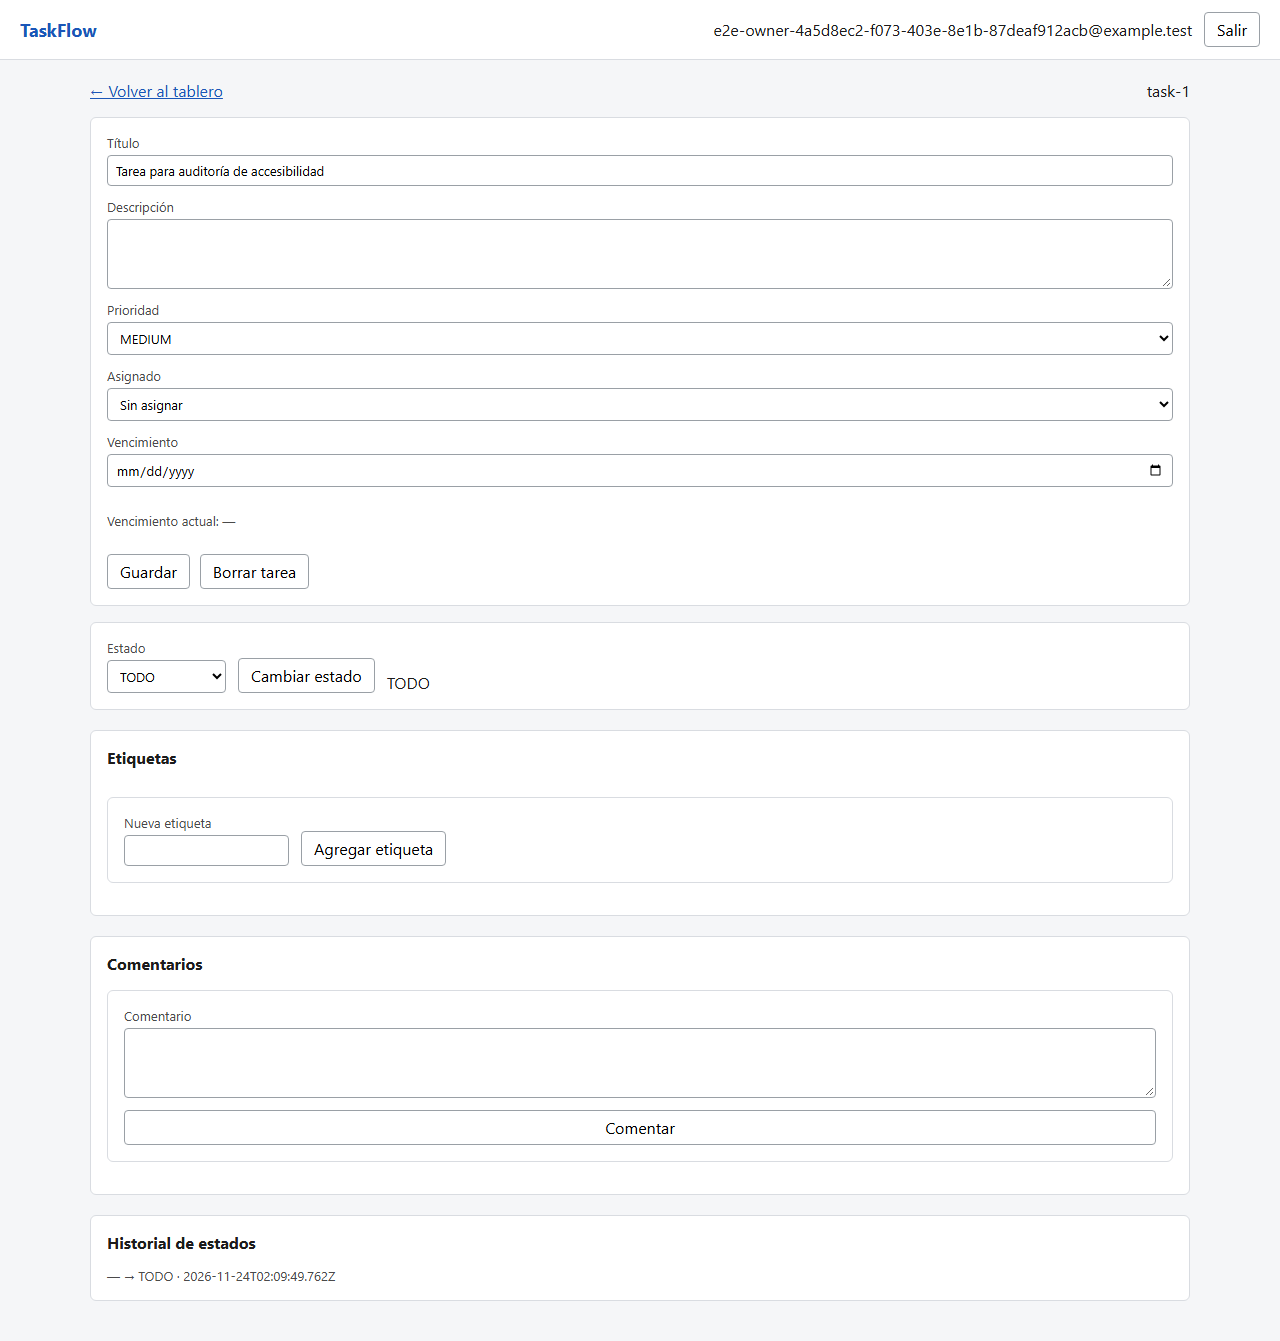 TaskFlow
e2e-owner-4a5d8ec2-f073-403e-8e1b-87deaf912acb@example.test
Salir
← Volver al tablero
task-1
Título
Tarea para auditoría de accesibilidad
Descripción
Prioridad
MEDIUM
Asignado
Sin asignar
Vencimiento
mm/dd/yyyy
Vencimiento actual: —
Guardar
Borrar tarea
Estado
TODO
Cambiar estado
TODO
Etiquetas
Nueva etiqueta
Agregar etiqueta
Comentarios
Comentario
Comentar
Historial de estados
— → TODO · 2026-11-24T02:09:49.762Z